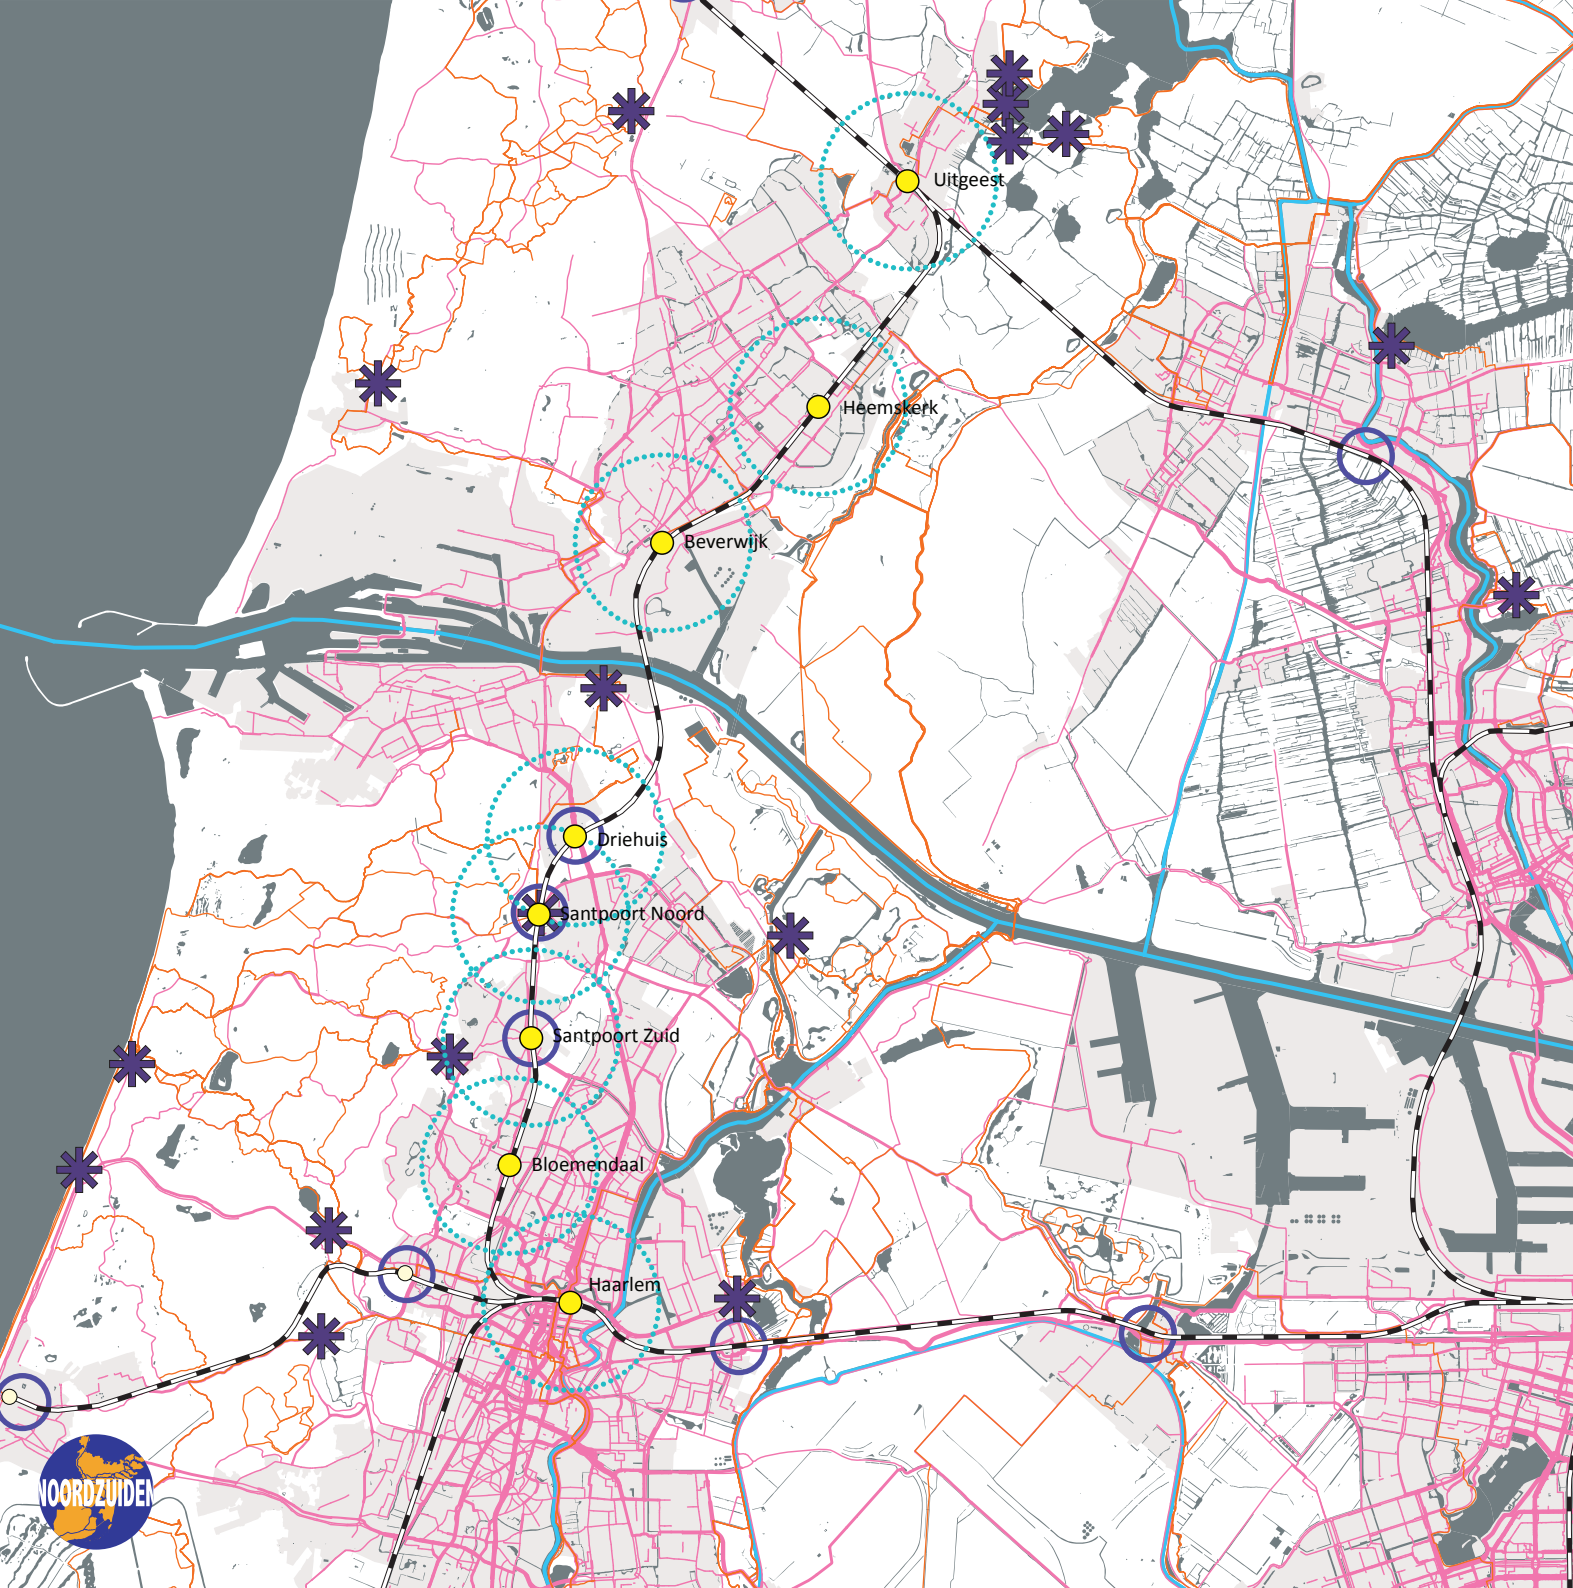 Uitgeest
Heemskerk
Beverwijk
Driehuis
Santpoort Noord
Santpoort Zuid
Bloemendaal
Haarlem
NOORDZUIDEN